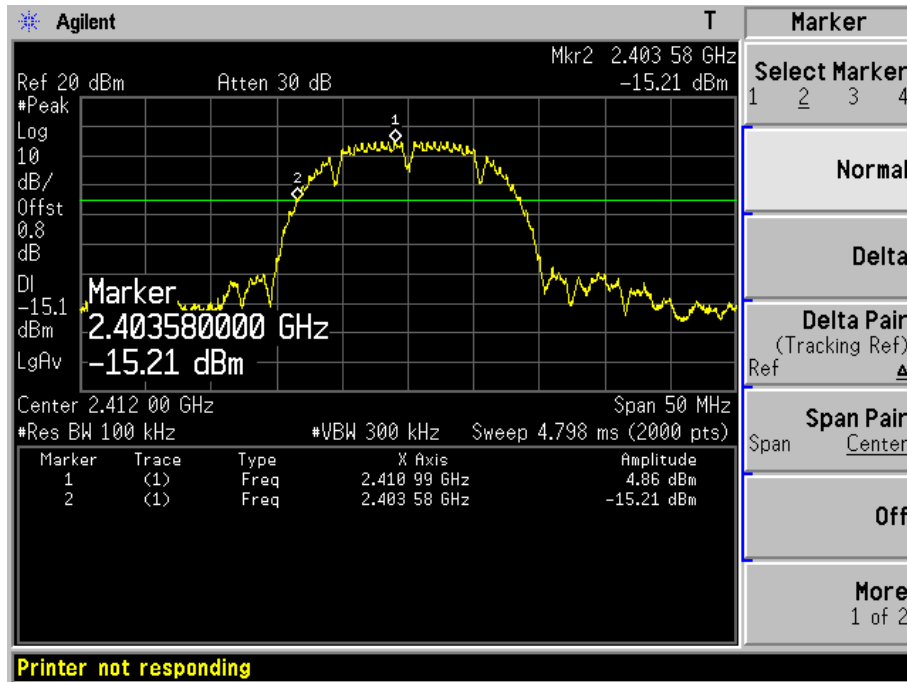 Agilent T Marker
Mkr2 2.403 58 GHz
Ref 20 dBm Atten 30 dB -15.21 dBm
#Peak
Log
10
dB/
Offst
0.8
dB
DI
-15.1
dBm
LgAv
1
2
Marker
2.403580000 GHz
-15.21 dBm
Center 2.412 00 GHz Span 50 MHz
#Res BW 100 kHz #VBW 300 kHz Sweep 4.798 ms (2000 pts)
Marker Trace Type X Axis Amplitude
1 (1) Freq 2.410 99 GHz 4.86 dBm
2 (1) Freq 2.403 58 GHz -15.21 dBm
Select Marker
1 2 3 4
Normal
Delta
Delta Pair
(Tracking Ref)
Ref Δ
Span Pair
Span Center
Off
More
1 of 2
Printer not responding